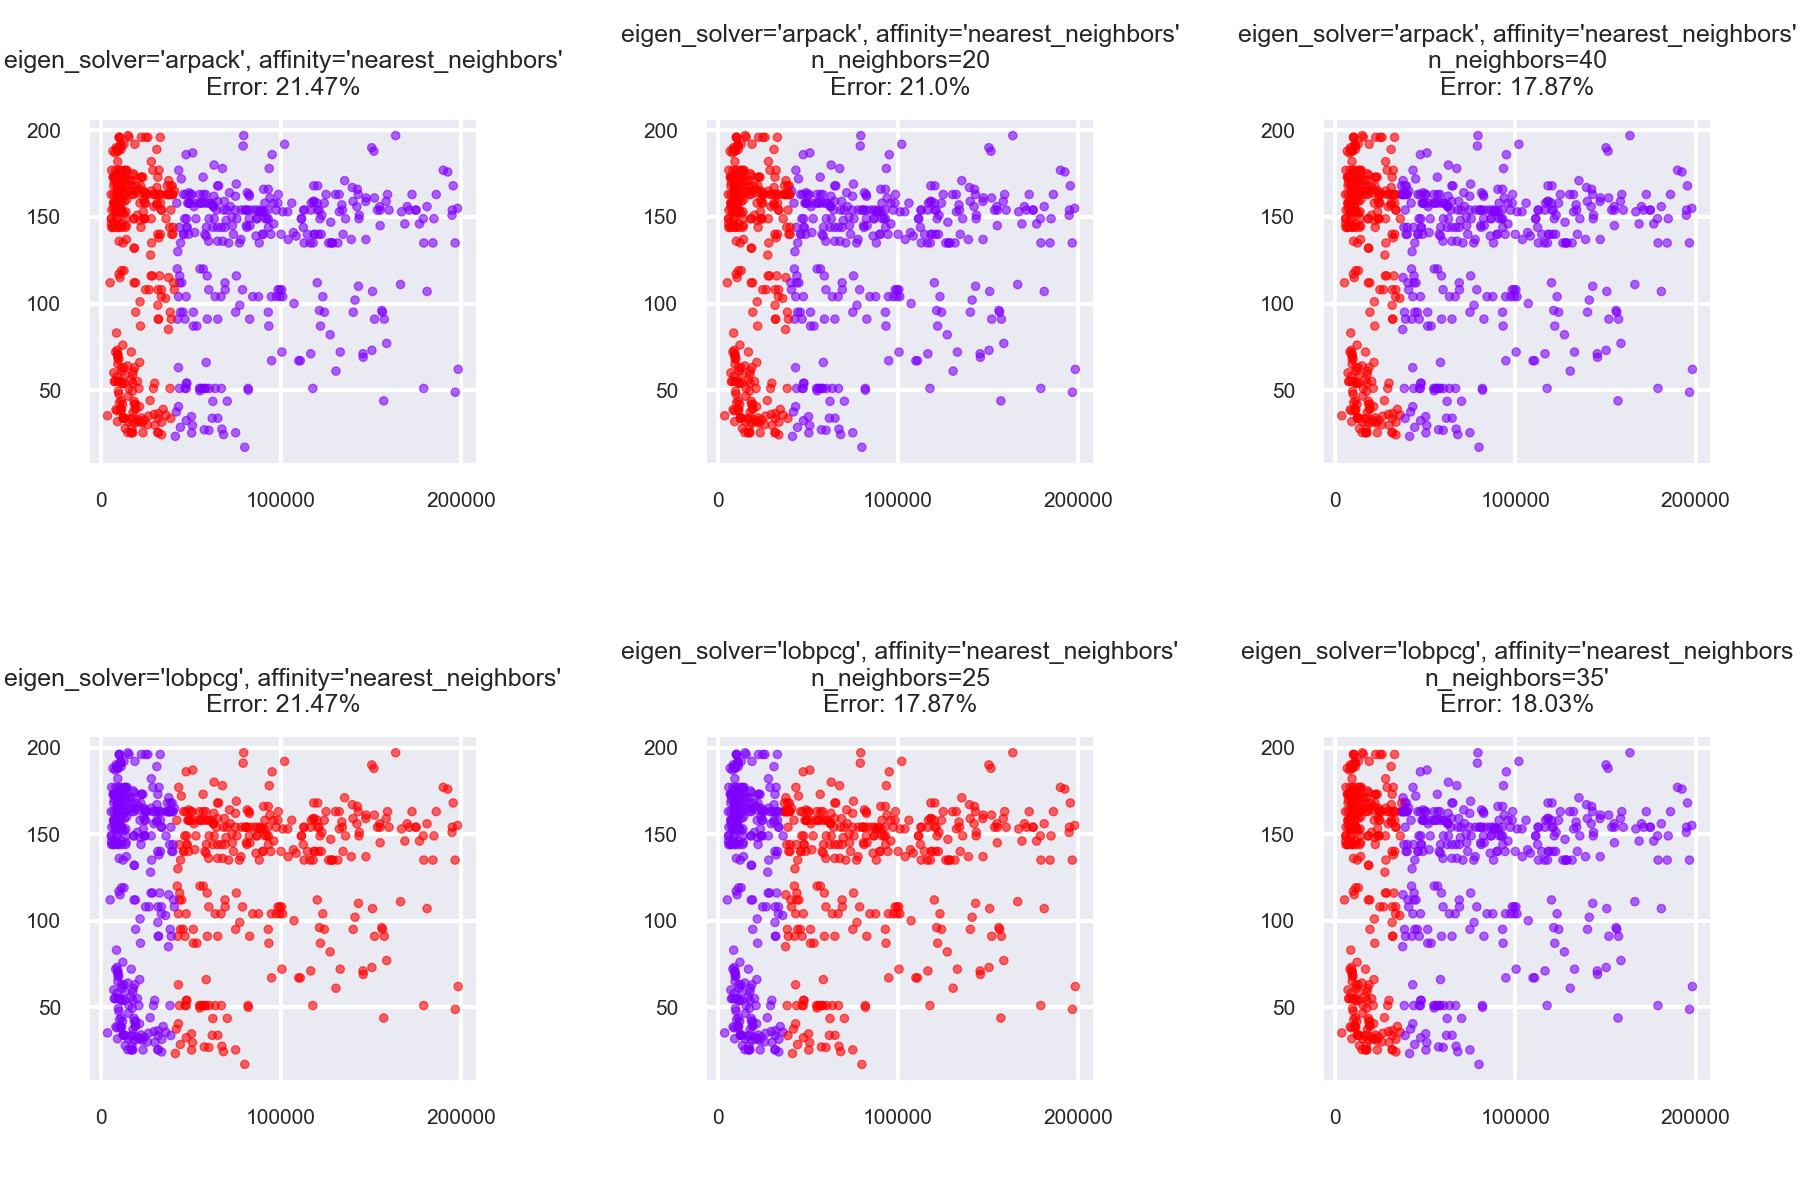 eigen_solver='arpack', affinity='nearest_neighbors'
Error: 21.47%
200
150
100
50
0 100000 200000
eigen_solver='arpack', affinity='nearest_neighbors'
n_neighbors=20
Error: 21.0%
200
150
100
50
0 100000 200000
eigen_solver='arpack', affinity='nearest_neighbors'
n_neighbors=40
Error: 17.87%
200
150
100
50
0 100000 200000
eigen_solver='lobpcg', affinity='nearest_neighbors'
Error: 21.47%
200
150
100
50
0 100000 200000
eigen_solver='lobpcg', affinity='nearest_neighbors'
n_neighbors=25
Error: 17.87%
200
150
100
50
0 100000 200000
eigen_solver='lobpcg', affinity='nearest_neighbors
n_neighbors=35'
Error: 18.03%
200
150
100
50
0 100000 200000